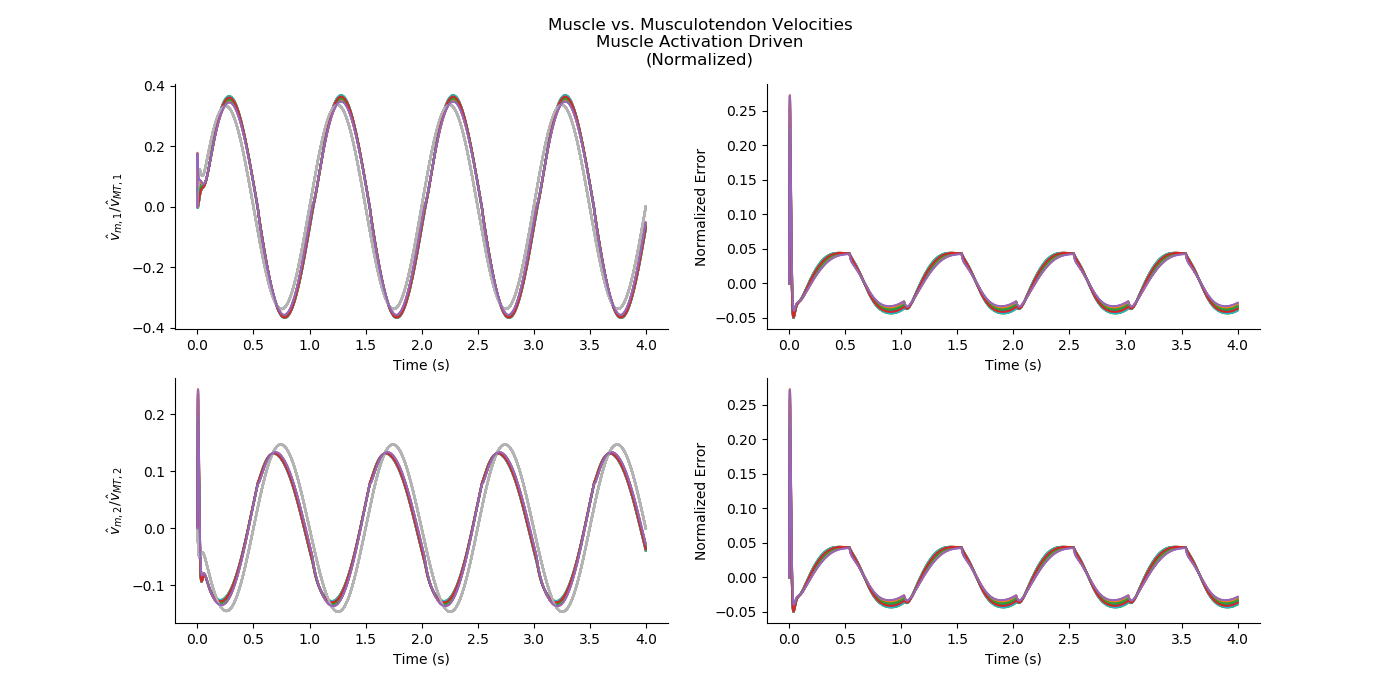 Muscle vs. Musculotendon Velocities
Muscle Activation Driven
(Normalized)
0.4
0.2
0.0
−0.2
−0.4
v̂m,1/v̂MT,1
0.0 0.5 1.0 1.5 2.0 2.5 3.0 3.5 4.0
Time (s)
0.25
0.20
0.15
0.10
0.05
0.00
−0.05
Normalized Error
0.0 0.5 1.0 1.5 2.0 2.5 3.0 3.5 4.0
Time (s)
0.2
0.1
0.0
−0.1
v̂m,2/v̂MT,2
0.0 0.5 1.0 1.5 2.0 2.5 3.0 3.5 4.0
Time (s)
0.25
0.20
0.15
0.10
0.05
0.00
−0.05
Normalized Error
0.0 0.5 1.0 1.5 2.0 2.5 3.0 3.5 4.0
Time (s)